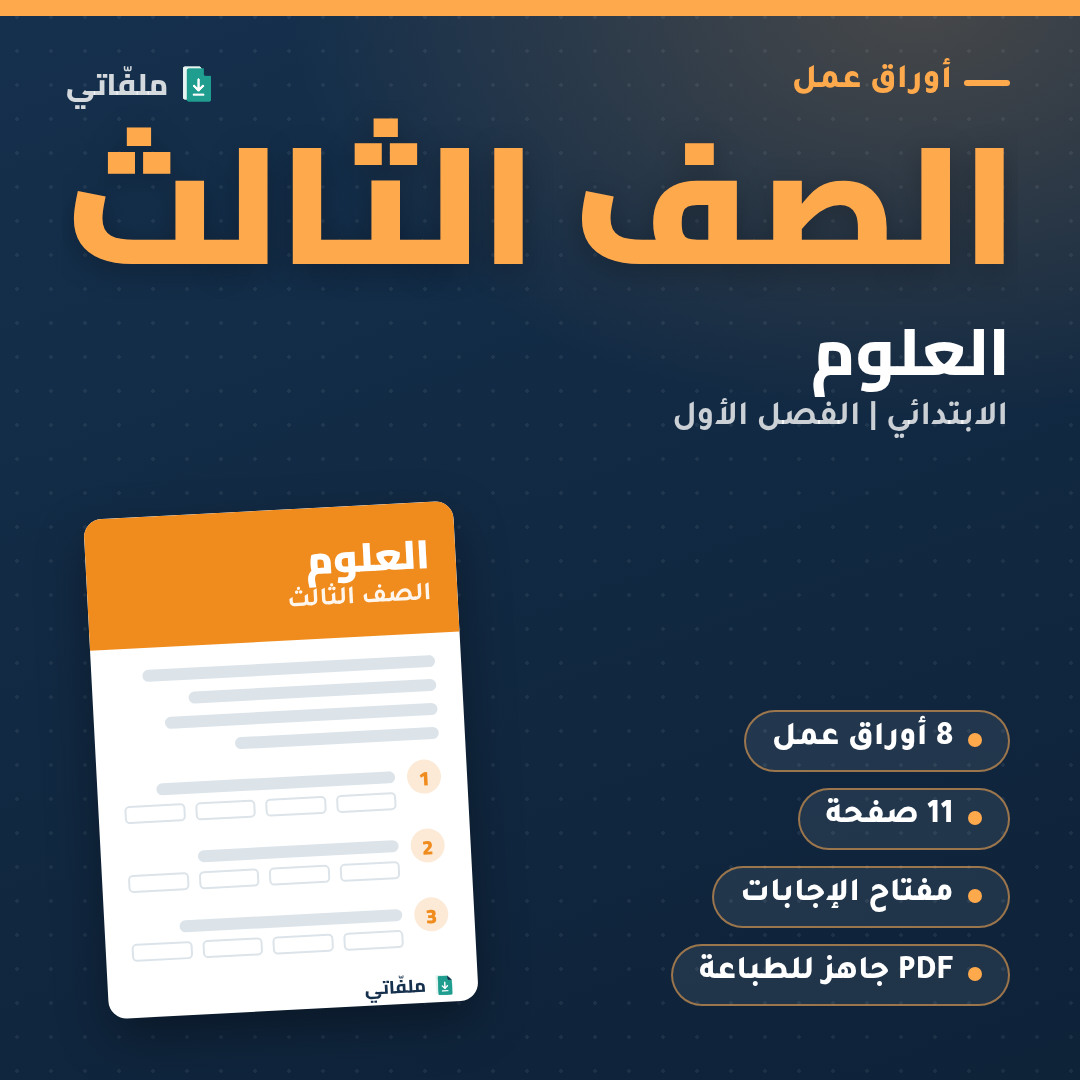 أوراق عمل
ملفّاتي
الصف الثالث
العلوم
الابتدائي | الفصل الأول
8 أوراق عمل
11 صفحة
مفتاح الإجابات
PDF جاهز للطباعة
العلوم
الصف الثالث
1
2
3
ملفّاتي